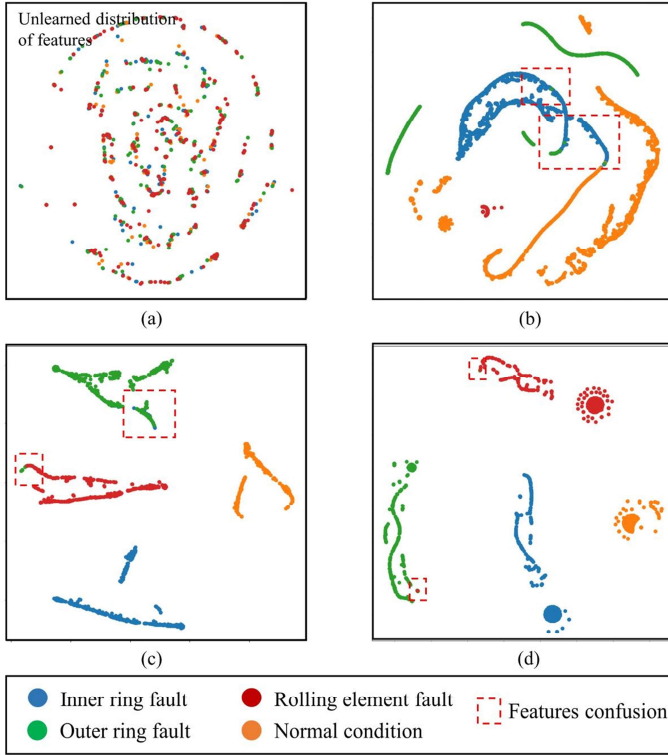 Unlearned distribution
of features
(a)
(b)
(c)
(d)
Inner ring fault
Rolling element fault
Features confusion
Outer ring fault
Normal condition